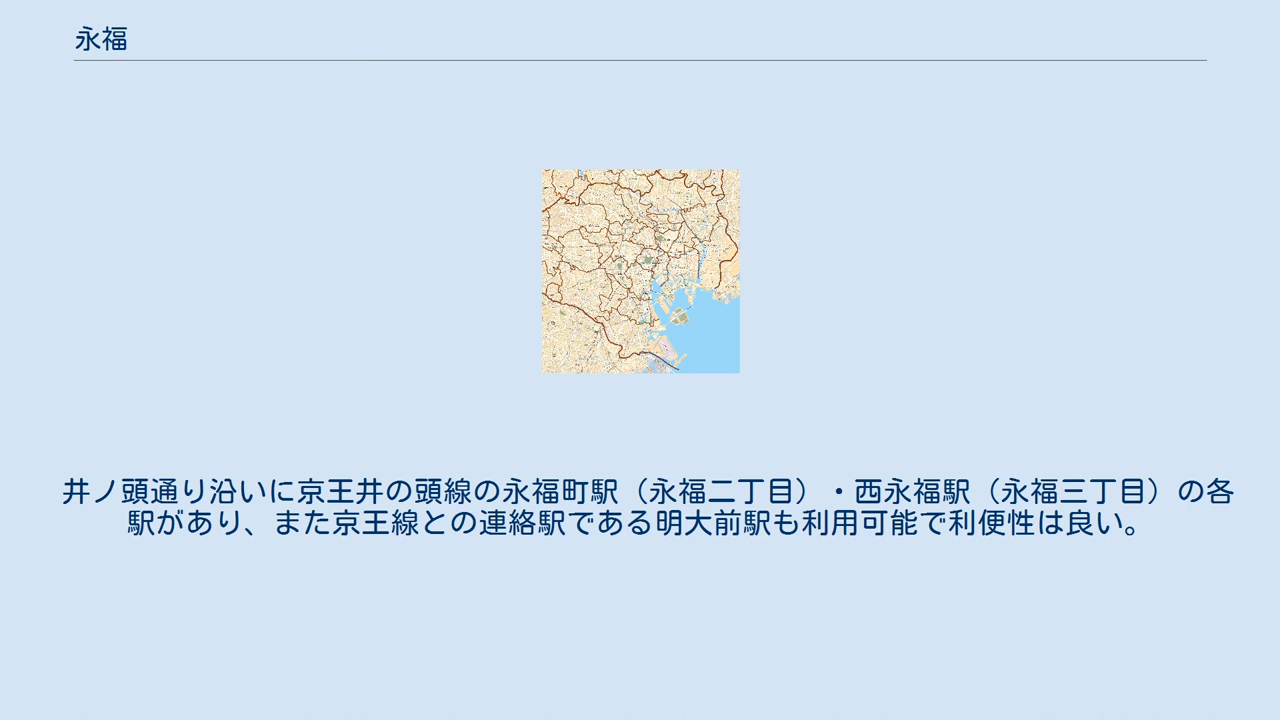 永福
井ノ頭通り沿いに京王井の頭線の永福町駅（永福二丁目）・西永福駅（永福三丁目）の各
駅があり、また京王線との連絡駅である明大前駅も利用可能で利便性は良い。